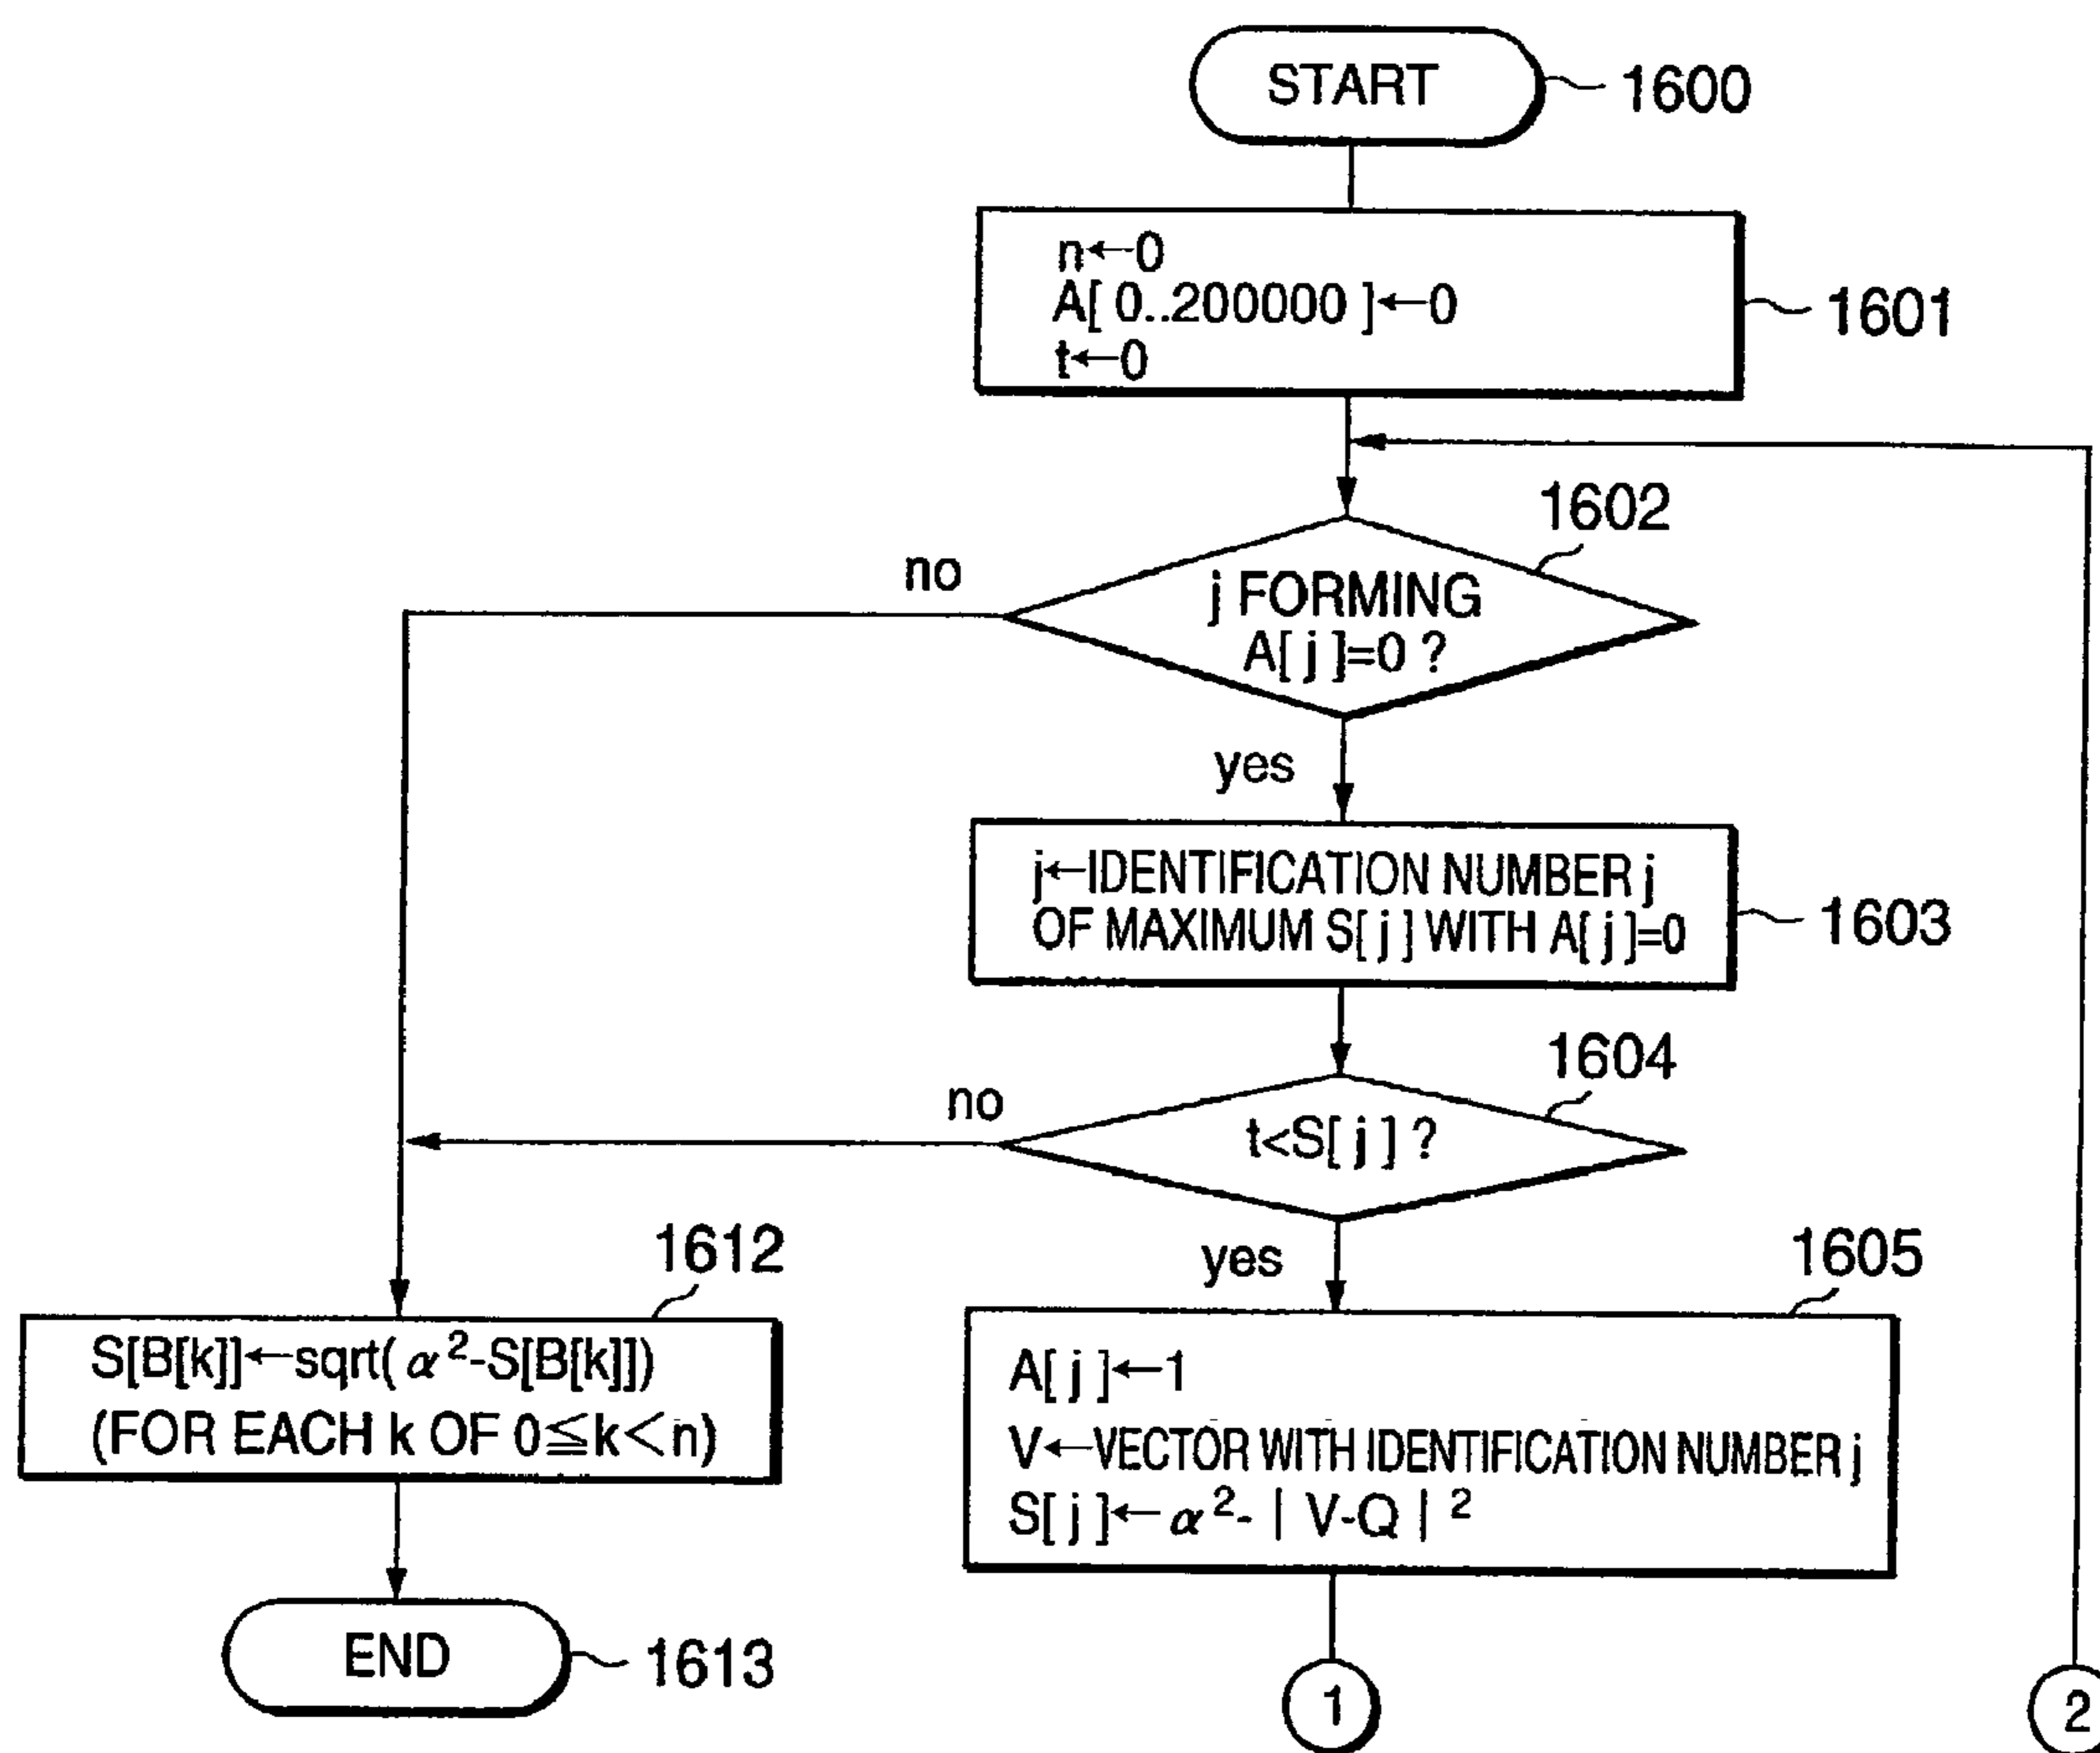 START
1600
n←0
A[ 0..200000 ]←0
t←0
1601
1602
no
j FORMING
A[ j ]=0 ?
yes
j←IDENTIFICATION NUMBER j
OF MAXIMUM S[ j ] WITH A[ j ]=0
1603
1604
no
t<S[ j ] ?
yes
1612
S[B[k]]←sqrt( α²-S[B[k]])
(FOR EACH k OF 0≦k<n)
1605
A[ j ]←1
V←VECTOR WITH IDENTIFICATION NUMBER j
S[ j ]← α²- | V-Q | ²
END
1613
1
2